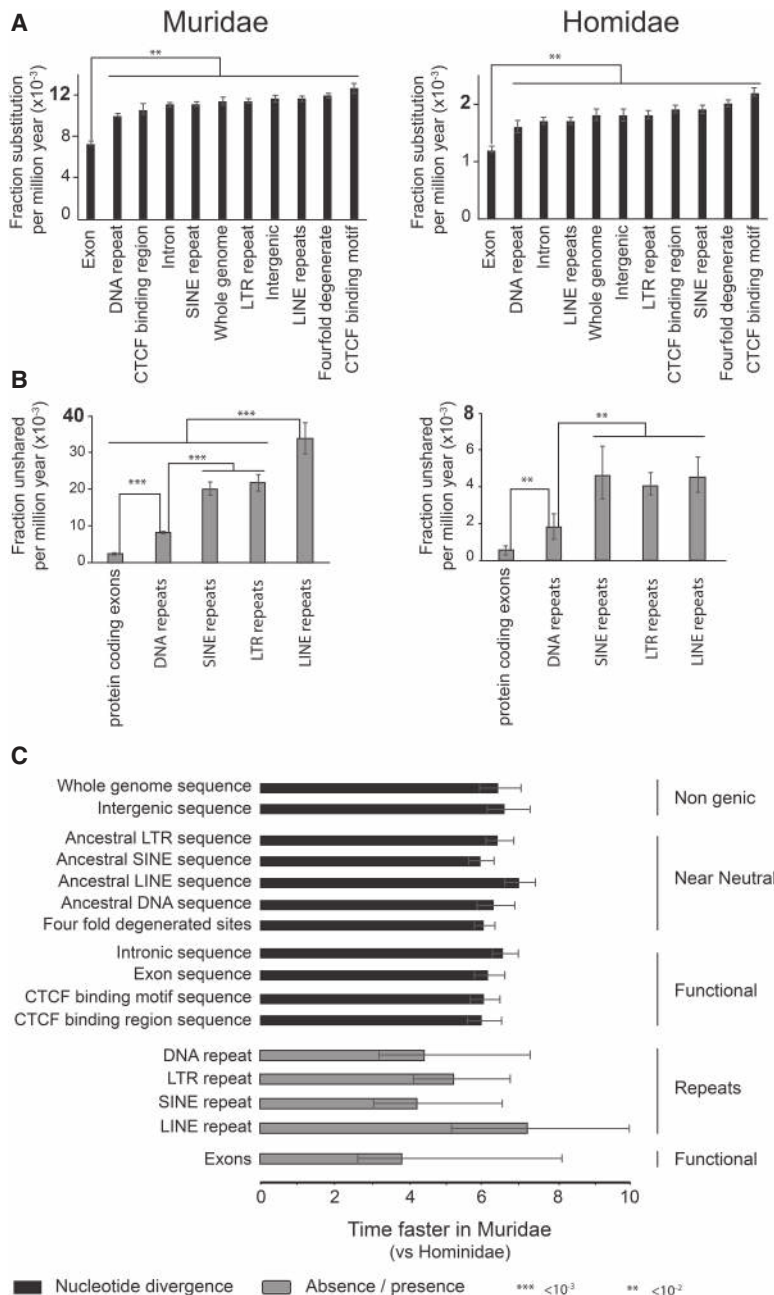 A
Muridae
Homidae
Fraction substitution
per million year (x10⁻³)
12
8
4
0
**
Exon
DNA repeat
CTCF binding region
Intron
SINE repeat
Whole genome
LTR repeat
Intergenic
LINE repeats
Fourfold degenerate
CTCF binding motif
Fraction substitution
per million year (x10⁻³)
2
1
0
**
Exon
DNA repeat
Intron
LINE repeats
Whole genome
Intergenic
LTR repeat
CTCF binding region
SINE repeat
Fourfold degenerate
CTCF binding motif
B
Fraction unshared
per million year (x10⁻³)
40
30
20
10
0
***
***
***
protein coding exons
DNA repeats
SINE repeats
LTR repeats
LINE repeats
Fraction unshared
per million year (x10⁻³)
8
6
4
2
0
**
**
protein coding exons
DNA repeats
SINE repeats
LTR repeats
LINE repeats
C
Whole genome sequence
Intergenic sequence
Non genic
Ancestral LTR sequence
Ancestral SINE sequence
Ancestral LINE sequence
Ancestral DNA sequence
Four fold degenerated sites
Near Neutral
Intronic sequence
Exon sequence
CTCF binding motif sequence
CTCF binding region sequence
Functional
DNA repeat
LTR repeat
SINE repeat
LINE repeat
Repeats
Exons
Functional
0 2 4 6 8 10
Time faster in Muridae
(vs Hominidae)
Nucleotide divergence
Absence / presence
*** <10⁻³
** <10⁻²